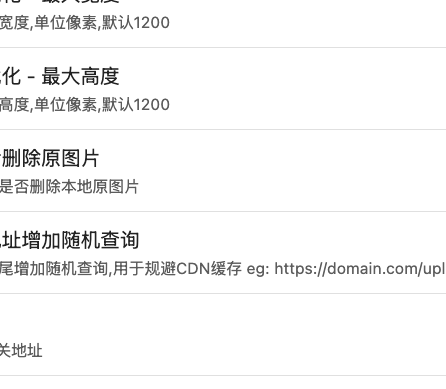 宽度,单位像素,默认1200
化 - 最大高度
高度,单位像素,默认1200
删除原图片
是否删除本地原图片
址增加随机查询
尾增加随机查询,用于规避CDN缓存 eg: https://domain.com/upl
关地址